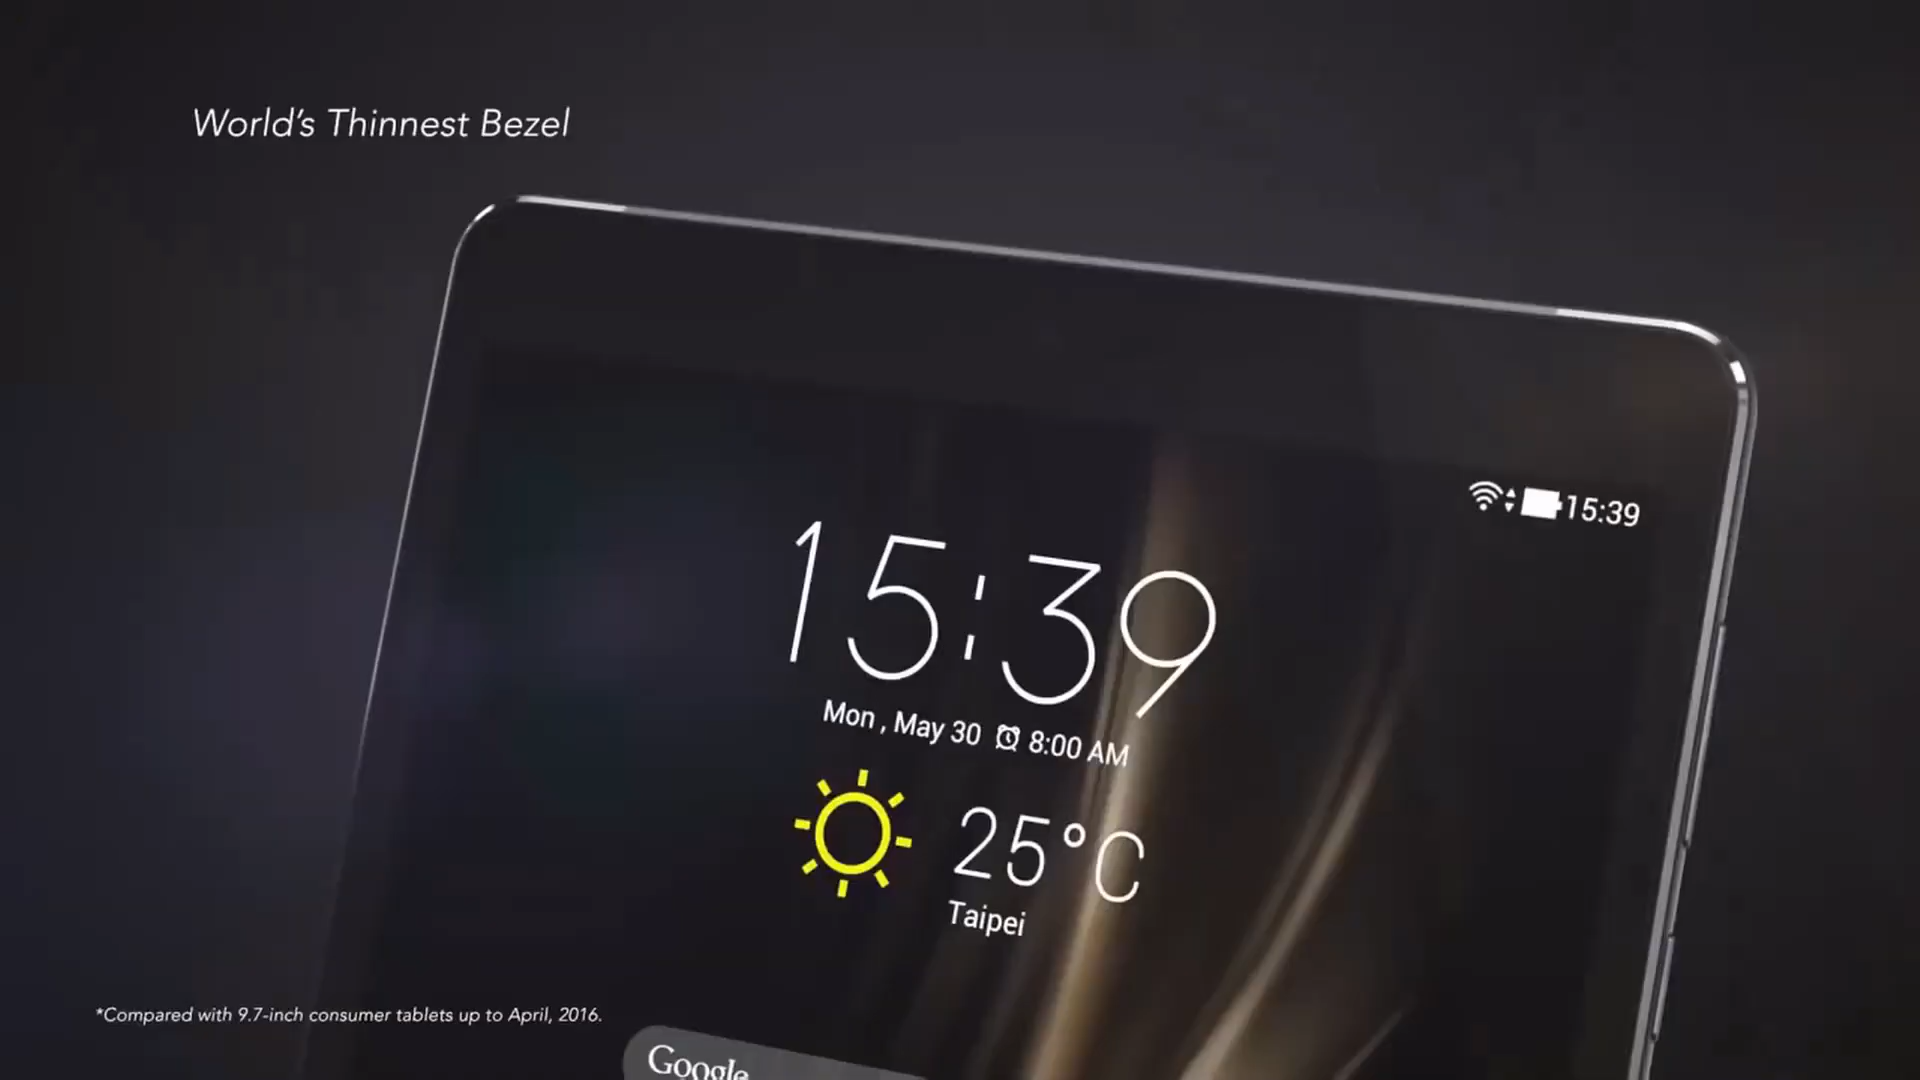 World's Thinnest Bezel
15:39
15:39
Mon, May 30 8:00 AM
25°C
Taipei
*Compared with 9.7-inch consumer tablets up to April, 2016.
Google